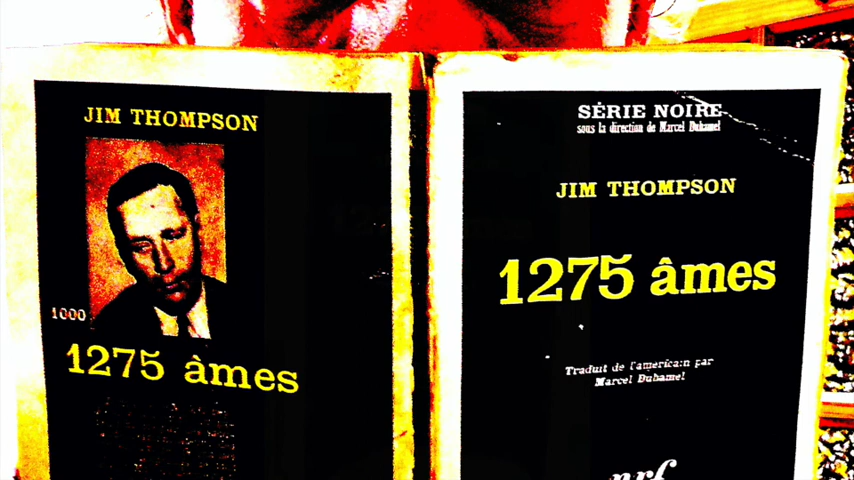 JIM THOMPSON
1000
1275 àmes
SÉRIE NOIRE
sous la direction de Marcel Duhamel
JIM THOMPSON
1275 âmes
Traduit de l'américain par
Marcel Duhamel
nrf